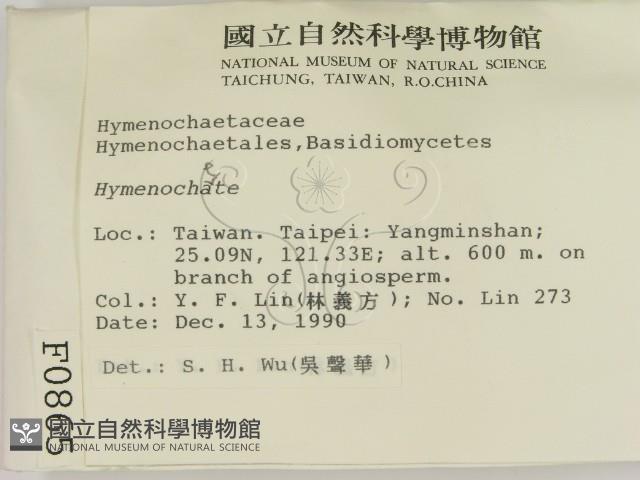 國立自然科學博物館
NATIONAL MUSEUM OF NATURAL SCIENCE
TAICHUNG, TAIWAN, R.O.CHINA
Hymenochaetaceae
Hymenochaetales,Basidiomycetes
Hymenochate
Loc.: Taiwan. Taipei: Yangminshan;
25.09N, 121.33E; alt. 600 m. on
branch of angiosperm.
Col.: Y. F. Lin(林義方); No. Lin 273
Date: Dec. 13, 1990
Det.: S. H. Wu(吳聲華)
F0865
國立自然科學博物館
NATIONAL MUSEUM OF NATURAL SCIENCE